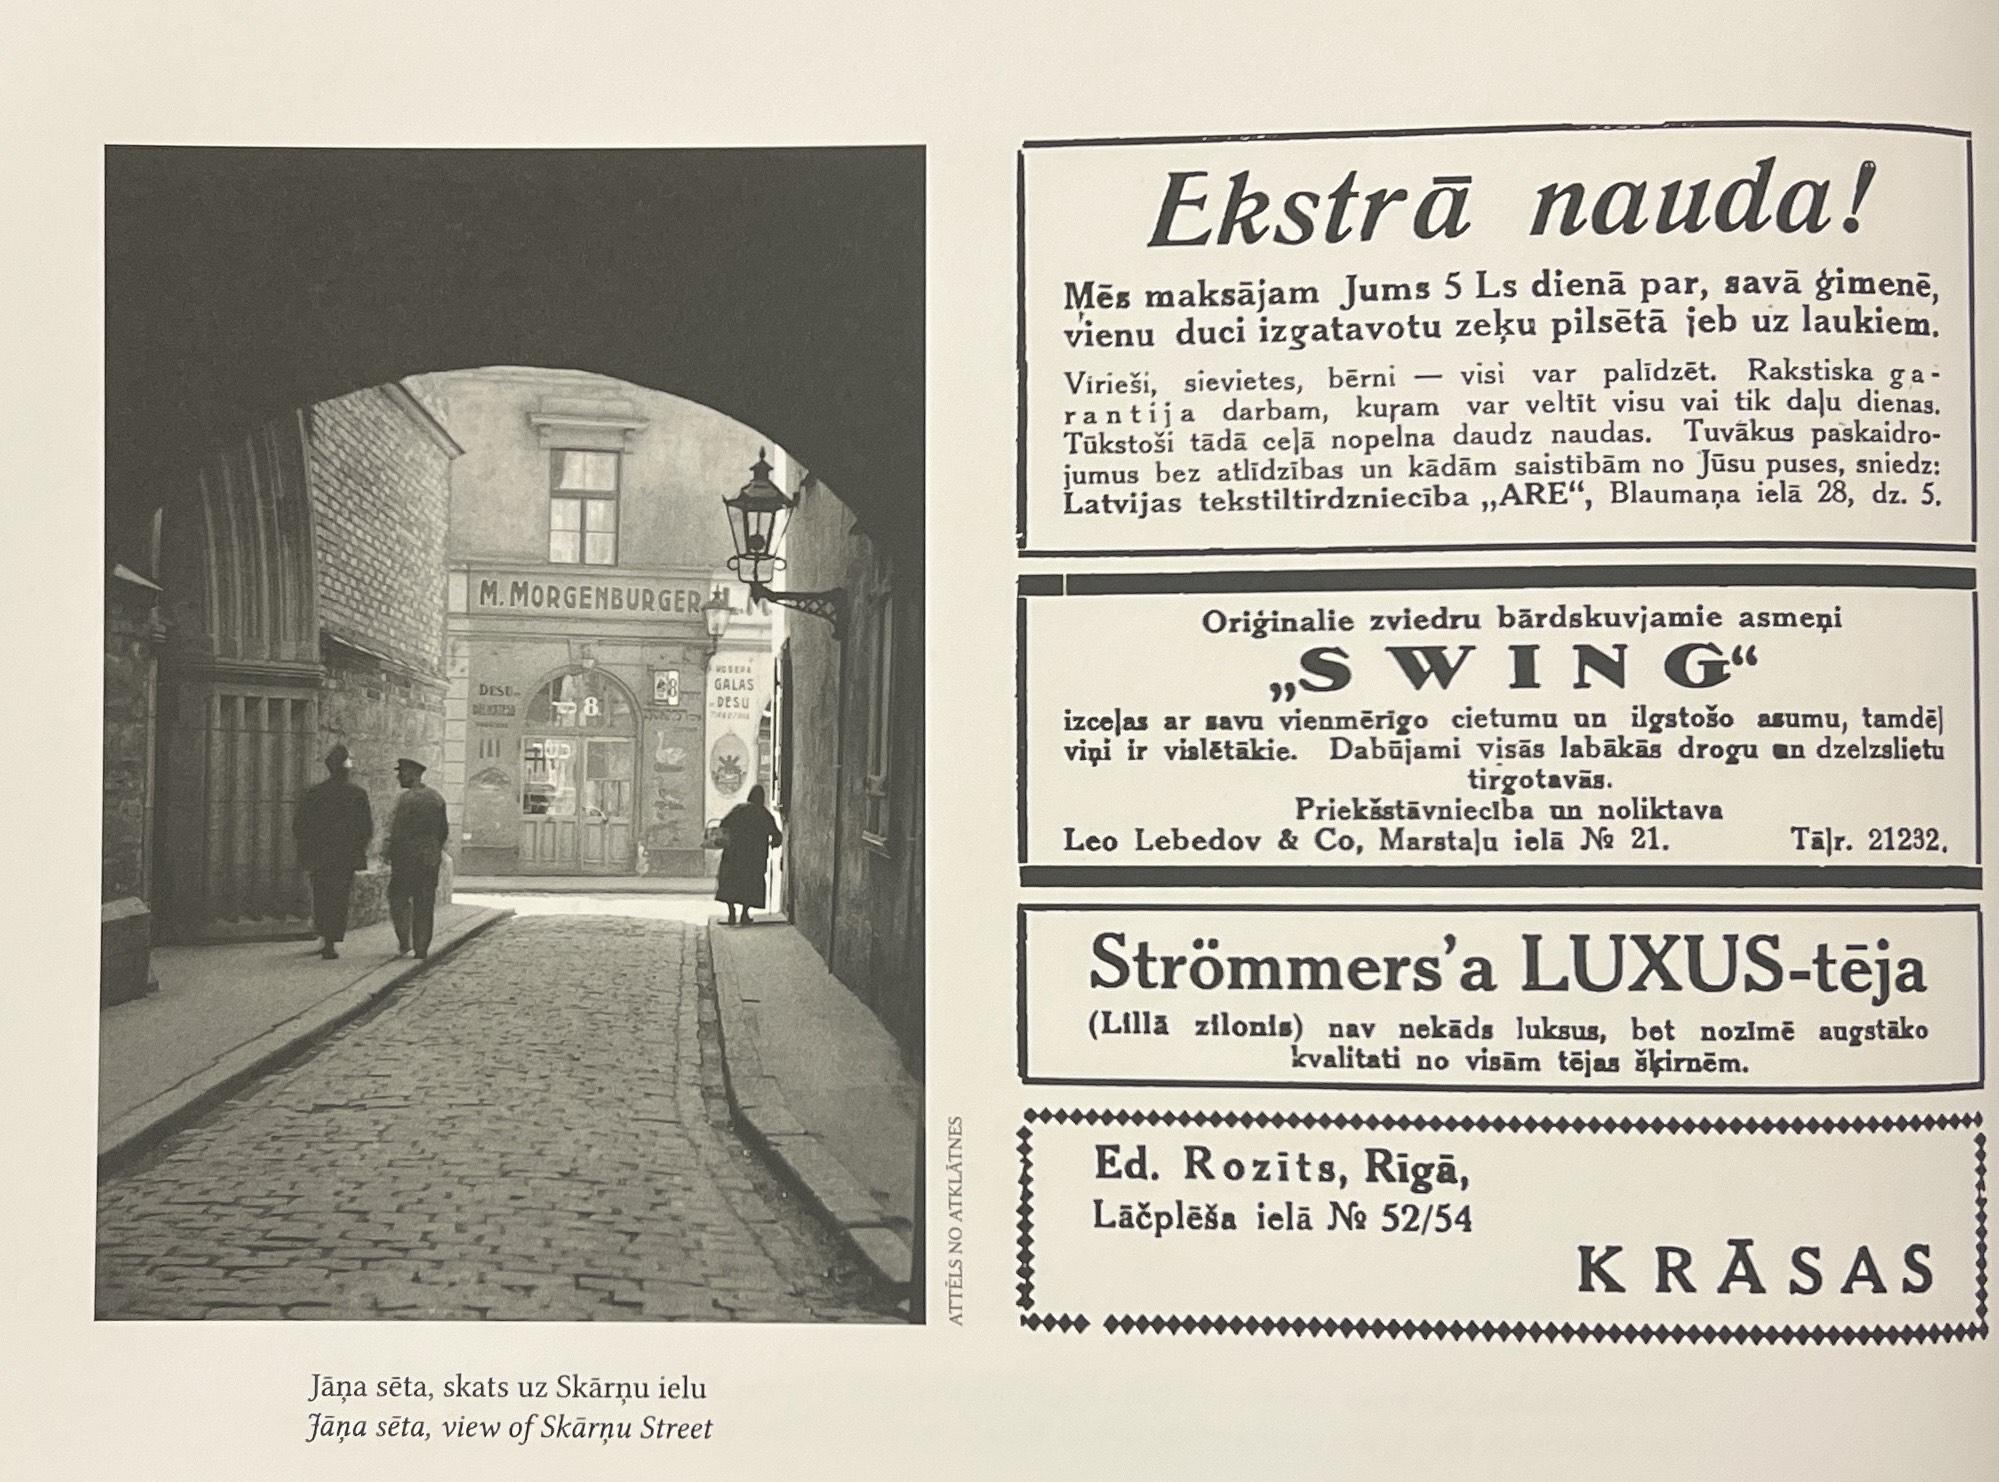 M. MORGENBURGER
DESU
8
8
GALAS
DESU
ATTĒLS NO ATKLĀTNES
Jāņa sēta, skats uz Skārņu ielu
Jāņa sēta, view of Skārņu Street
Ekstrā nauda!
Mēs maksājam Jums 5 Ls dienā par, savā ģimenē,
vienu duci izgatavotu zeķu pilsētā jeb uz laukiem.
Vīrieši, sievietes, bērni — visi var palīdzēt. Rakstiska ga-
rantija darbam, kuŗam var veltīt visu vai tik daļu dienas.
Tūkstoši tādā ceļā nopelna daudz naudas. Tuvākus paskaidro-
jumus bez atlīdzības un kādām saistībām no Jūsu puses, sniedz:
Latvijas tekstiltirdzniecība „ARE“, Blaumaņa ielā 28, dz. 5.
Oriģinalie zviedru bārdskuvjamie asmeņi
„SWING“
izceļas ar savu vienmērīgo cietumu un ilgstošo asumu, tamdēļ
viņi ir vislētākie. Dabūjami visās labākās drogu un dzelzslietu
tirgotavās.
Priekšstāvniecība un noliktava
Leo Lebedov & Co, Marstaļu ielā № 21. Tāļr. 21232.
Strömmers’a LUXUS-tēja
(Lillā zilonis) nav nekāds luksus, bet nozīmē augstāko
kvalitati no visām tējas šķirnēm.
Ed. Rozīts, Rīgā,
Lāčplēša ielā № 52/54
KRĀSAS